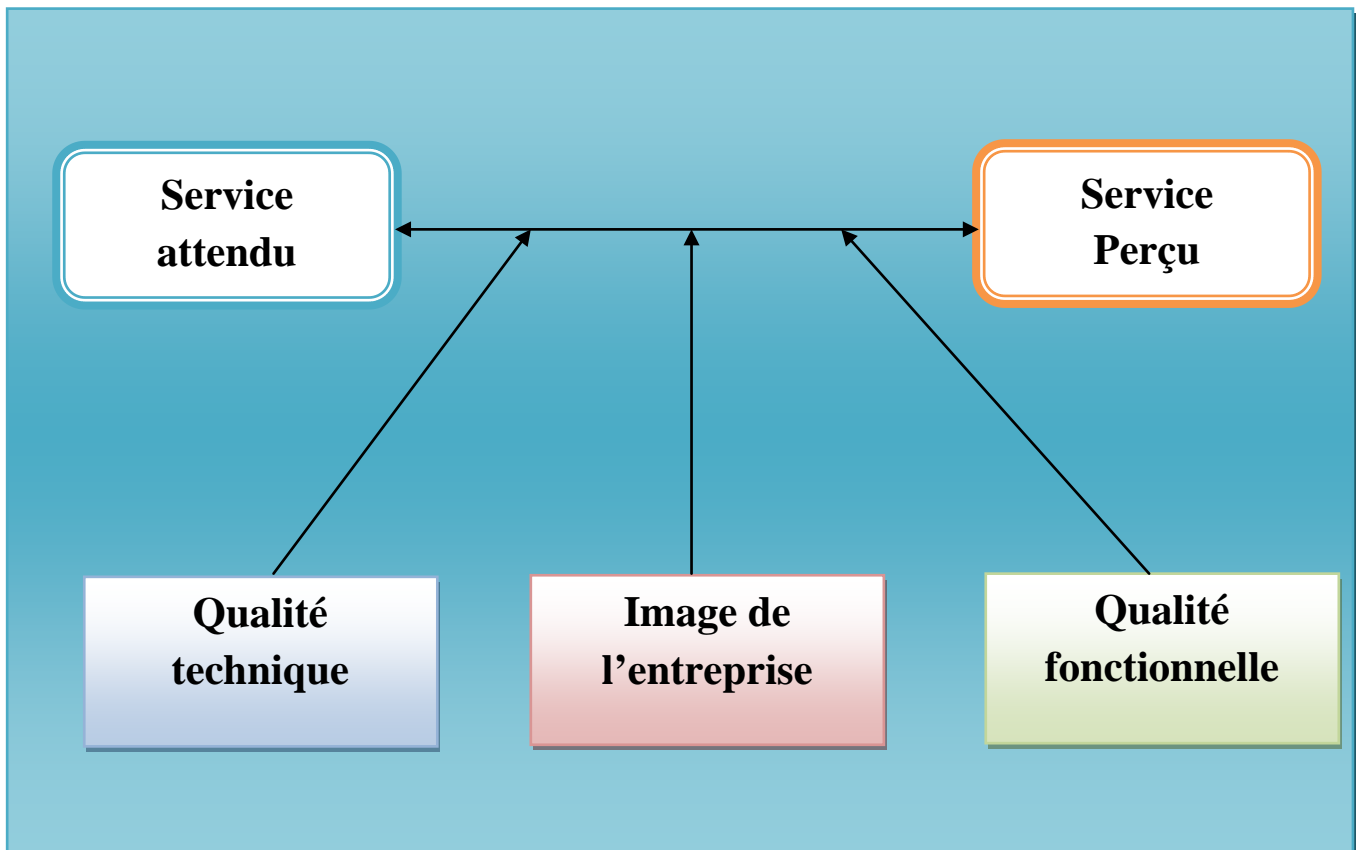 Service
attendu
Service
Perçu
Qualité
technique
Image de
l’entreprise
Qualité
fonctionnelle